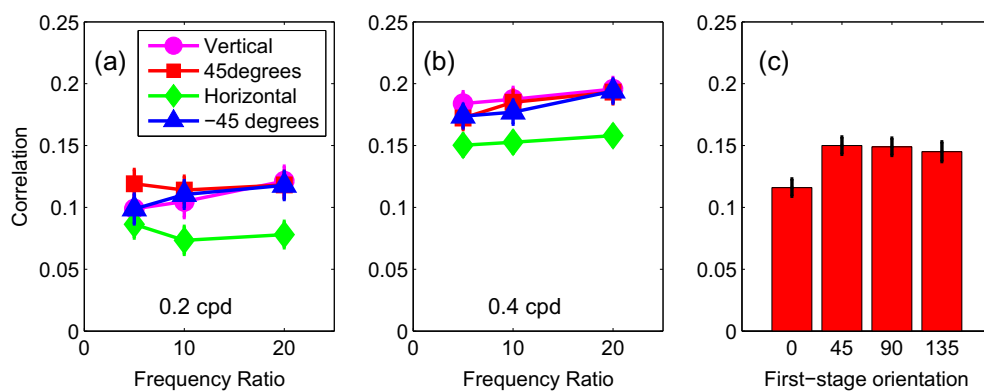 Correlation
0.25
0.2
0.15
0.1
0.05
0
(a)
Vertical
45degrees
Horizontal
−45 degrees
0.2 cpd
0
10
20
Frequency Ratio
0.25
0.2
0.15
0.1
0.05
0
(b)
0.4 cpd
0
10
20
Frequency Ratio
0.25
0.2
0.15
0.1
0.05
0
(c)
0 45 90 135
First−stage orientation